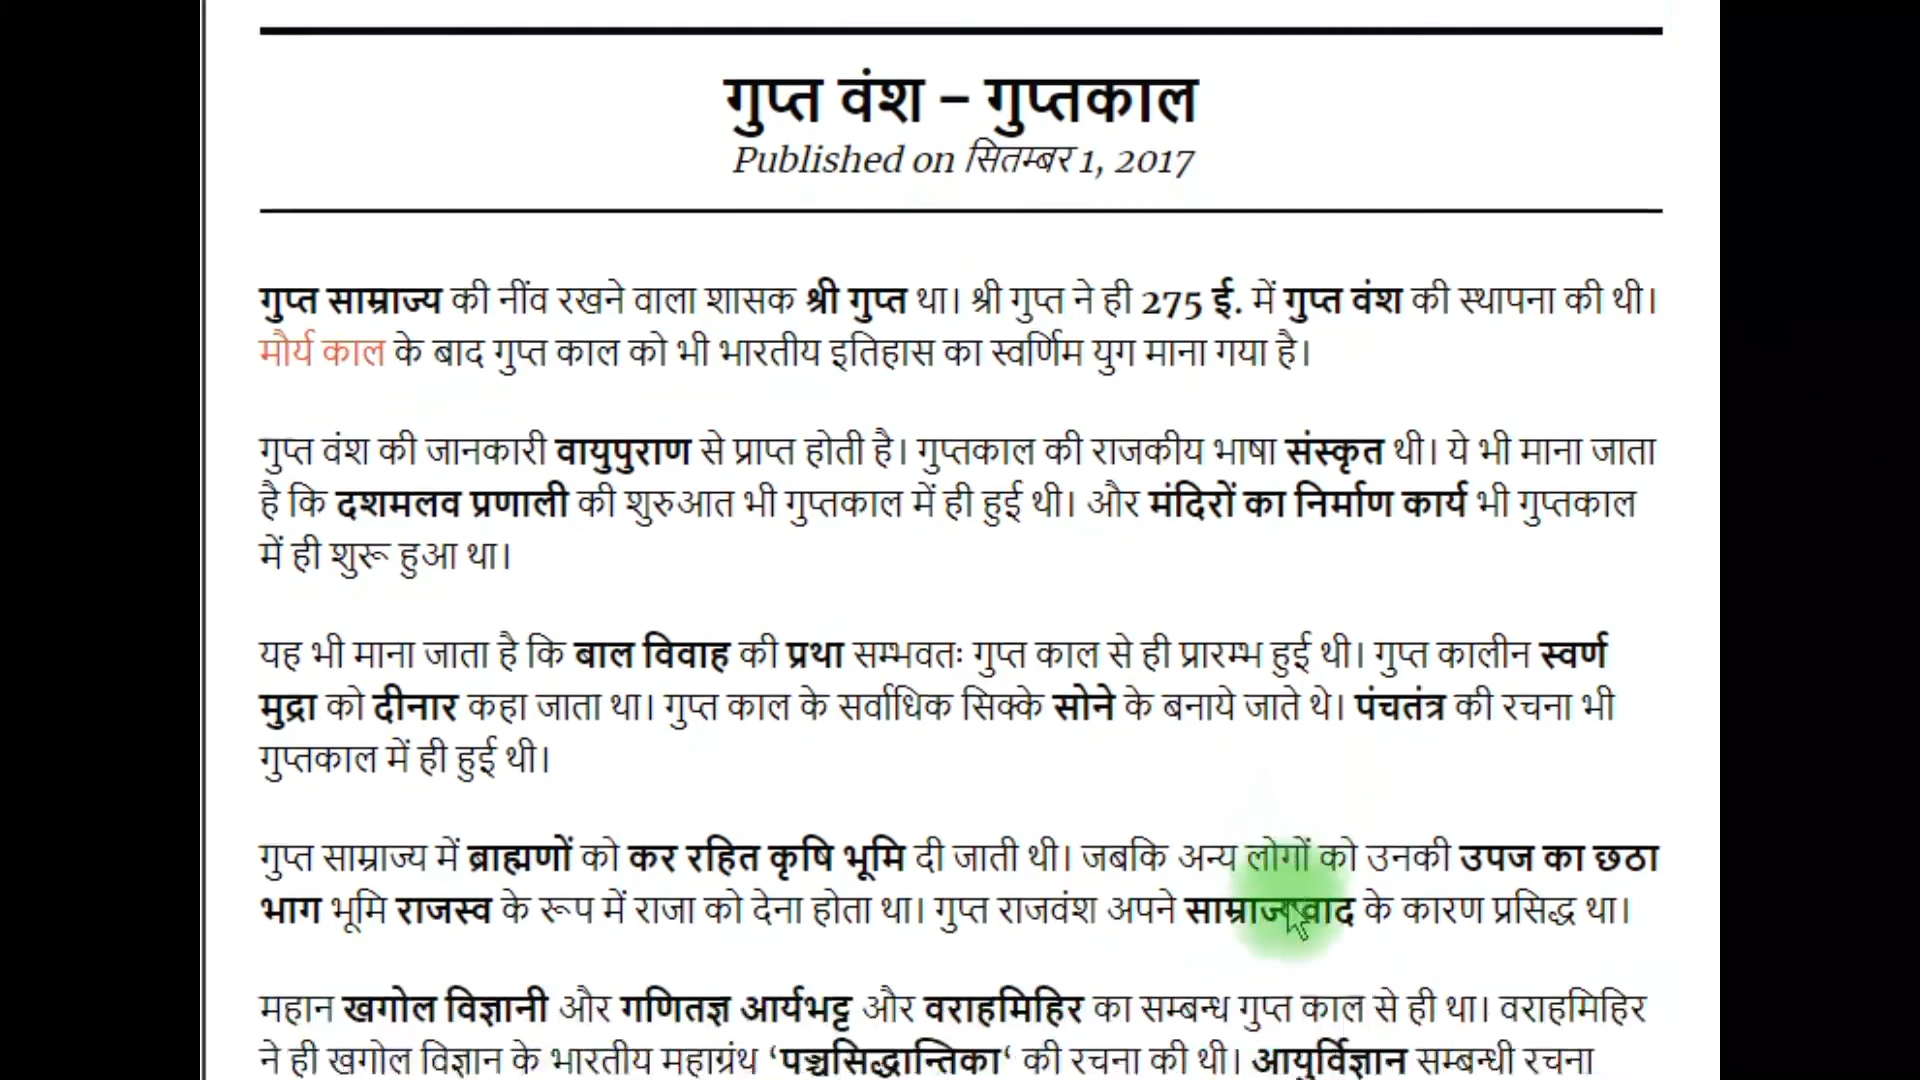 गुप्त वंश – गुप्तकाल
Published on सितम्बर 1, 2017
गुप्त साम्राज्य की नींव रखने वाला शासक श्री गुप्त था। श्री गुप्त ने ही 275 ई. में गुप्त वंश की स्थापना की थी।
मौर्य काल के बाद गुप्त काल को भी भारतीय इतिहास का स्वर्णिम युग माना गया है।
गुप्त वंश की जानकारी वायुपुराण से प्राप्त होती है। गुप्तकाल की राजकीय भाषा संस्कृत थी। ये भी माना जाता
है कि दशमलव प्रणाली की शुरुआत भी गुप्तकाल में ही हुई थी। और मंदिरों का निर्माण कार्य भी गुप्तकाल
में ही शुरू हुआ था।
यह भी माना जाता है कि बाल विवाह की प्रथा सम्भवतः गुप्त काल से ही प्रारम्भ हुई थी। गुप्त कालीन स्वर्ण
मुद्रा को दीनार कहा जाता था। गुप्त काल के सर्वाधिक सिक्के सोने के बनाये जाते थे। पंचतंत्र की रचना भी
गुप्तकाल में ही हुई थी।
गुप्त साम्राज्य में ब्राह्मणों को कर रहित कृषि भूमि दी जाती थी। जबकि अन्य लोगों को उनकी उपज का छठा
भाग भूमि राजस्व के रूप में राजा को देना होता था। गुप्त राजवंश अपने साम्राज्यवाद के कारण प्रसिद्ध था।
महान खगोल विज्ञानी और गणितज्ञ आर्यभट्ट और वराहमिहिर का सम्बन्ध गुप्त काल से ही था। वराहमिहिर
ने ही खगोल विज्ञान के भारतीय महाग्रंथ ‘पञ्चसिद्धान्तिका‘ की रचना की थी। आयुर्विज्ञान सम्बन्धी रचना